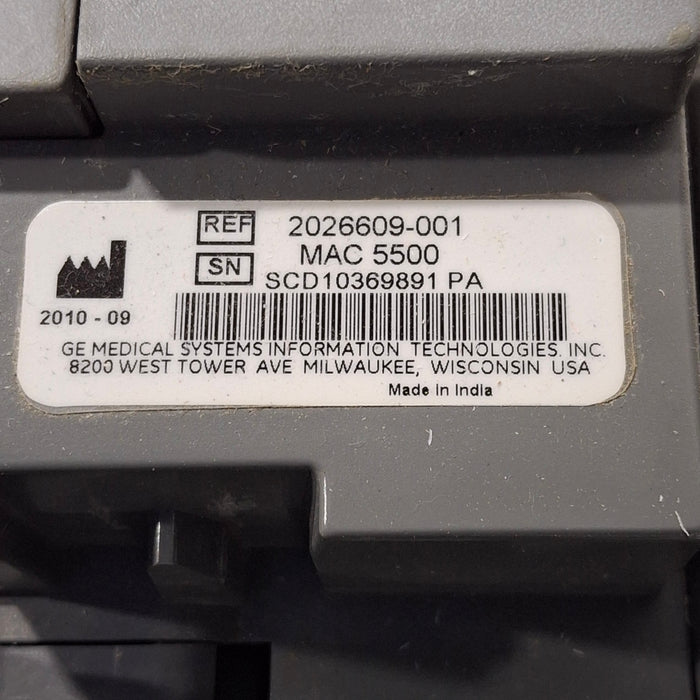 REF 2026609-001
MAC 5500
SN SCD10369891 PA
2010 - 09
GE MEDICAL SYSTEMS INFORMATION TECHNOLOGIES. INC.
8200 WEST TOWER AVE MILWAUKEE, WISCONSIN USA
Made In India